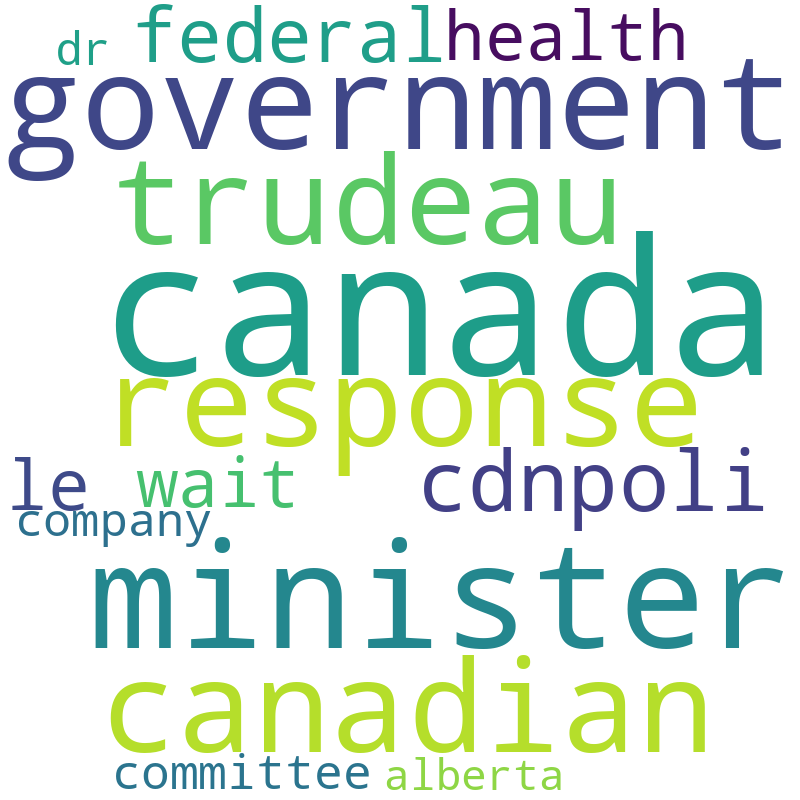 dr federal health
government
trudeau
canada
response
le wait cdnpoli
company
minister
canadian
committee alberta